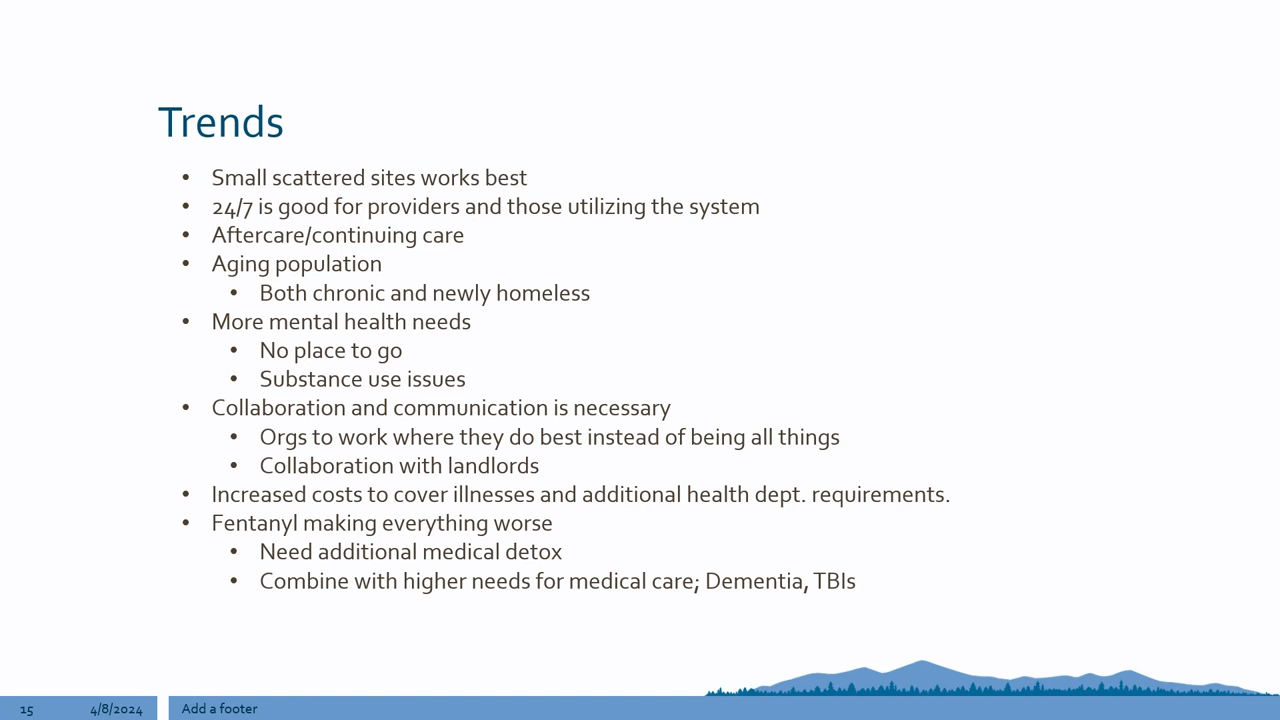 Trends
• Small scattered sites works best
• 24/7 is good for providers and those utilizing the system
• Aftercare/continuing care
• Aging population
• Both chronic and newly homeless
• More mental health needs
• No place to go
• Substance use issues
• Collaboration and communication is necessary
• Orgs to work where they do best instead of being all things
• Collaboration with landlords
• Increased costs to cover illnesses and additional health dept. requirements.
• Fentanyl making everything worse
• Need additional medical detox
• Combine with higher needs for medical care; Dementia, TBIs
15 4/8/2024 Add a footer